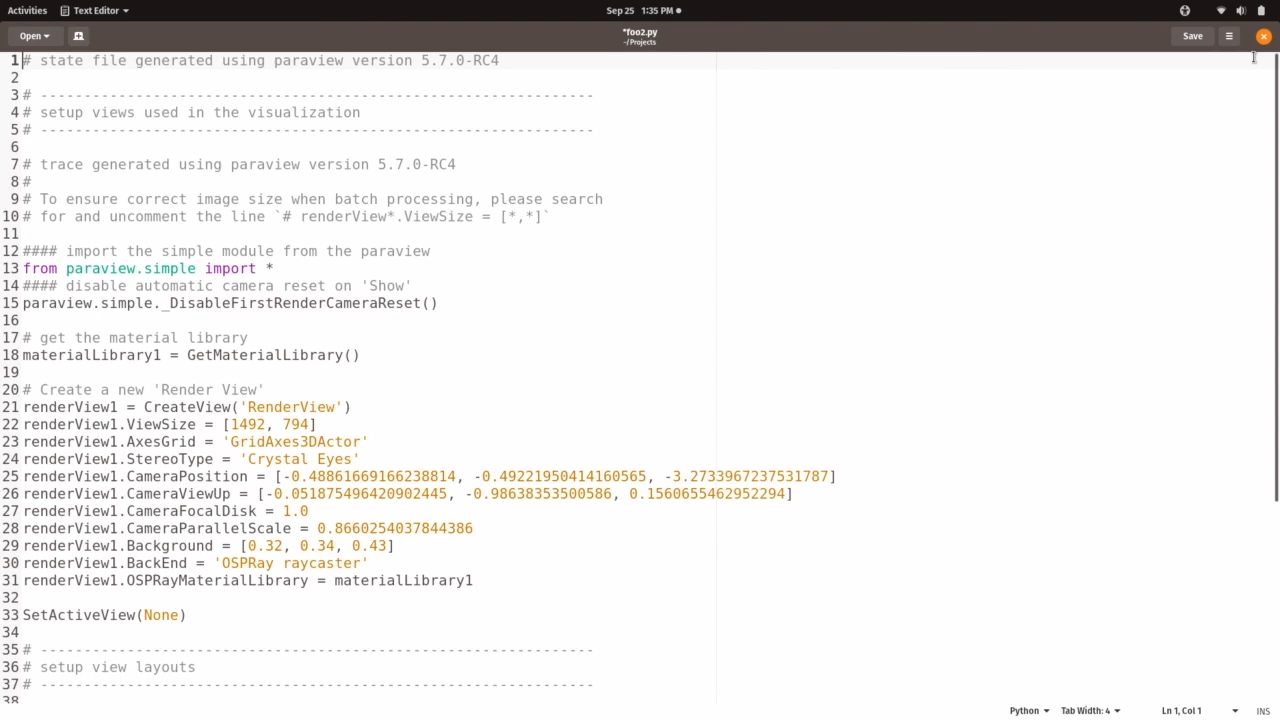 Activities Text Editor Sep 25 1:35 PM
Open *foo2.py Save
~/Projects
1 # state file generated using paraview version 5.7.0-RC4
2
3 # ----------------------------------------------------------------
4 # setup views used in the visualization
5 # ----------------------------------------------------------------
6
7 # trace generated using paraview version 5.7.0-RC4
8 #
9 # To ensure correct image size when batch processing, please search
10 # for and uncomment the line `# renderView*.ViewSize = [*,*]`
11
12 #### import the simple module from the paraview
13 from paraview.simple import *
14 #### disable automatic camera reset on 'Show'
15 paraview.simple._DisableFirstRenderCameraReset()
16
17 # get the material library
18 materialLibrary1 = GetMaterialLibrary()
19
20 # Create a new 'Render View'
21 renderView1 = CreateView('RenderView')
22 renderView1.ViewSize = [1492, 794]
23 renderView1.AxesGrid = 'GridAxes3DActor'
24 renderView1.StereoType = 'Crystal Eyes'
25 renderView1.CameraPosition = [-0.48861669166238814, -0.49221950414160565, -3.2733967237531787]
26 renderView1.CameraViewUp = [-0.051875496420902445, -0.98638353500586, 0.1560655462952294]
27 renderView1.CameraFocalDisk = 1.0
28 renderView1.CameraParallelScale = 0.8660254037844386
29 renderView1.Background = [0.32, 0.34, 0.43]
30 renderView1.BackEnd = 'OSPRay raycaster'
31 renderView1.OSPRayMaterialLibrary = materialLibrary1
32
33 SetActiveView(None)
34
35 # ----------------------------------------------------------------
36 # setup view layouts
37 # ----------------------------------------------------------------
38
Python Tab Width: 4 Ln 1, Col 1 INS